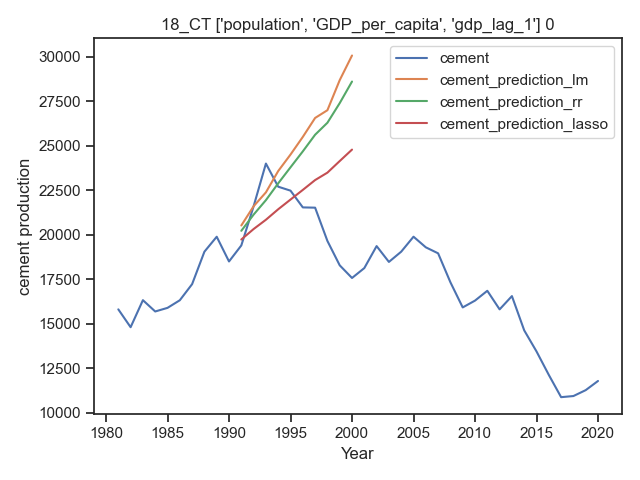 18_CT ['population', 'GDP_per_capita', 'gdp_lag_1'] 0
cement
cement_prediction_lm
cement_prediction_rr
cement_prediction_lasso
30000
27500
25000
22500
20000
17500
15000
12500
10000
cement production
1980 1985 1990 1995 2000 2005 2010 2015 2020
Year